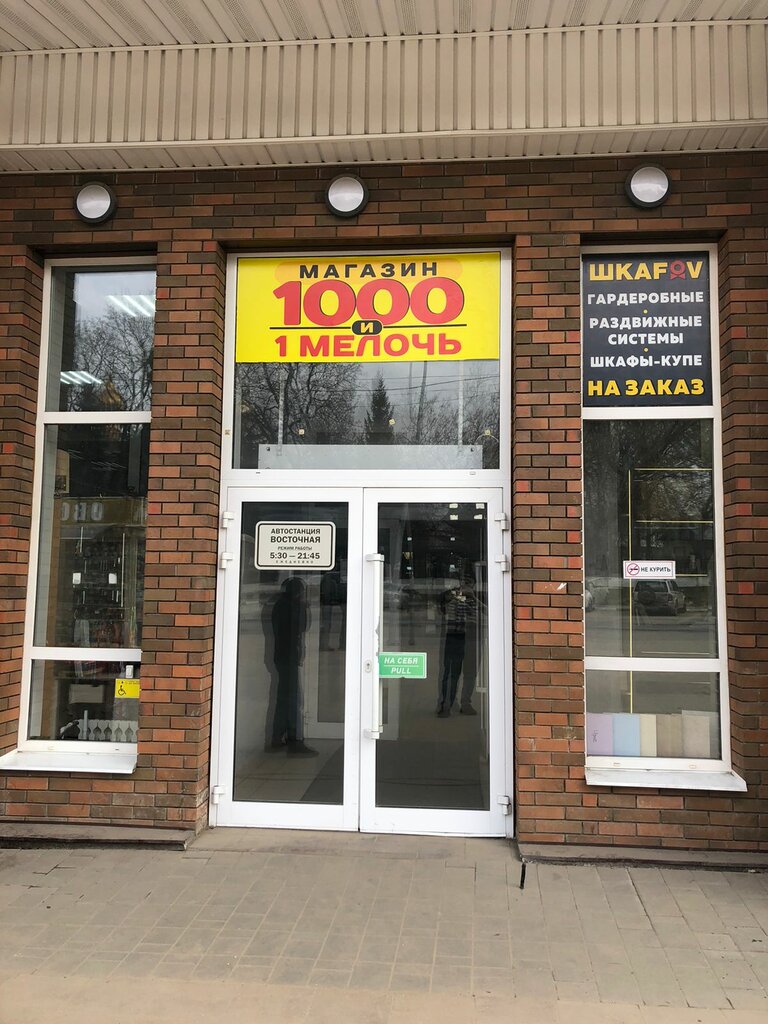 МАГАЗИН
1000
И
1 МЕЛОЧЬ
ШКАFOV
ГАРДЕРОБНЫЕ
РАЗДВИЖНЫЕ
СИСТЕМЫ
ШКАФЫ-КУПЕ
НА ЗАКАЗ
АВТОСТАНЦИЯ
ВОСТОЧНАЯ
РЕЖИМ РАБОТЫ
5:30 — 21:45
ЕЖЕДНЕВНО
НА СЕБЯ
PULL
НЕ КУРИТЬ